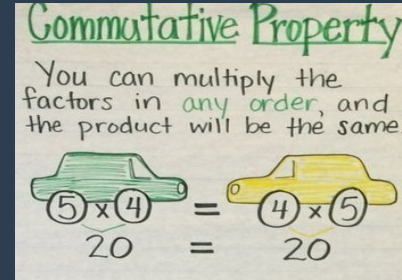 Commutative Property
You can multiply the
factors in any order, and
the product will be the same.
5 x 4 = 4 x 5
20 = 20